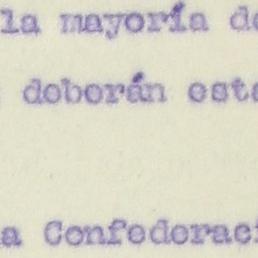 la mayoría de
deberán esta
a Confederaci